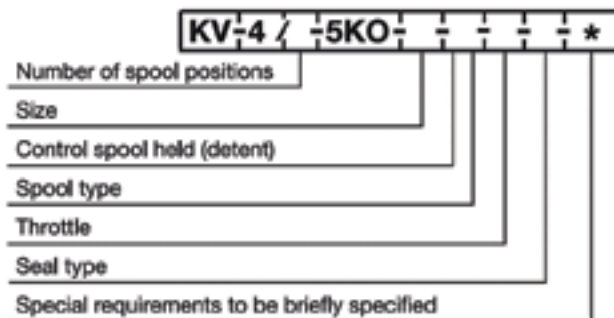 KV-4 / -5KO- - - - - *
Number of spool positions
Size
Control spool held (detent)
Spool type
Throttle
Seal type
Special requirements to be briefly specified